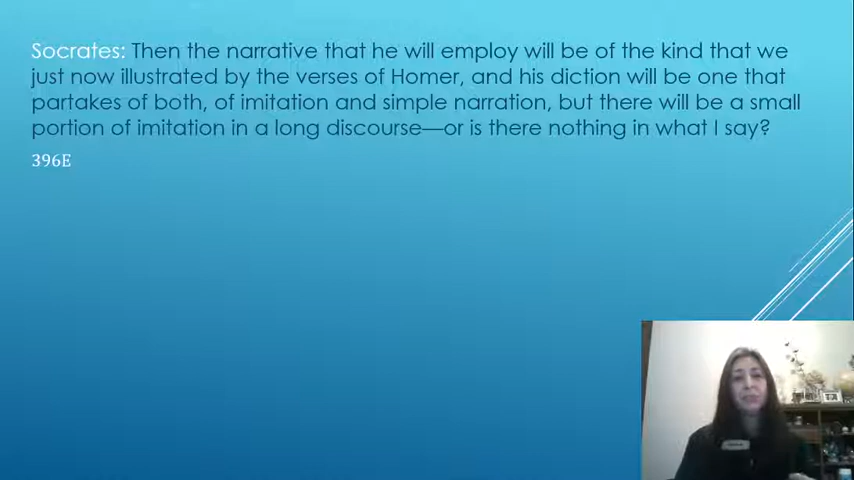 Socrates: Then the narrative that he will employ will be of the kind that we
just now illustrated by the verses of Homer, and his diction will be one that
partakes of both, of imitation and simple narration, but there will be a small
portion of imitation in a long discourse—or is there nothing in what I say?
396E